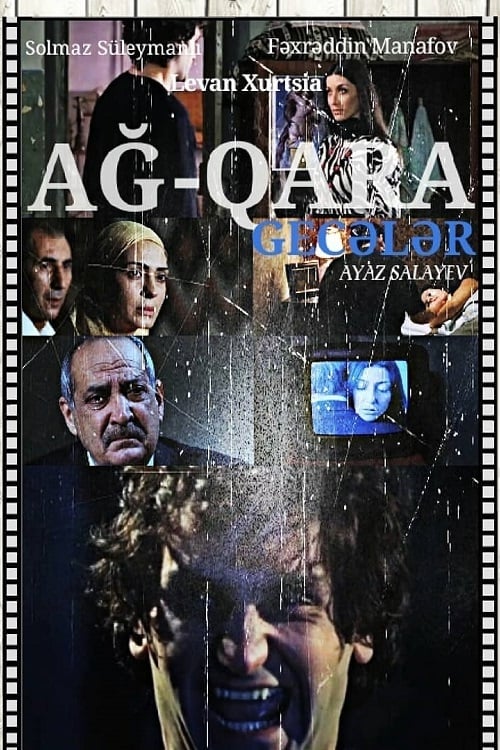 Solmaz Süleymanlı
Fəxrəddin Manafov
Levan Xurtsia
AĞ-QARA
GECƏLƏR
AYAZ SALAYEV